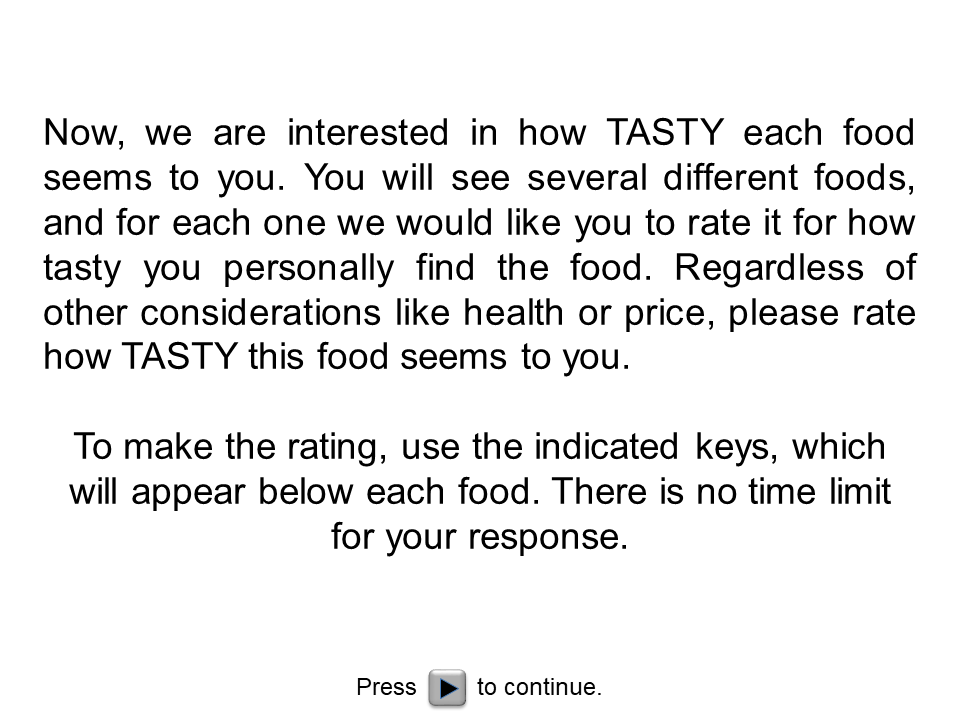 Now, we are interested in how TASTY each food
seems to you. You will see several different foods,
and for each one we would like you to rate it for how
tasty you personally find the food. Regardless of
other considerations like health or price, please rate
how TASTY this food seems to you.
To make the rating, use the indicated keys, which
will appear below each food. There is no time limit
for your response.
Press to continue.